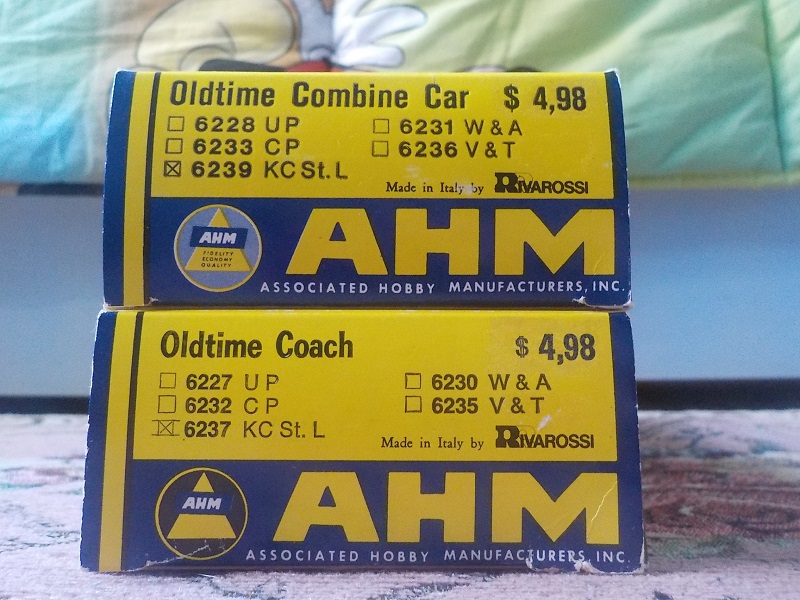 Oldtime Combine Car $ 4,98
☐ 6228 UP ☐ 6231 W & A
☐ 6233 CP ☐ 6236 V & T
☒ 6239 KC St. L
Made in Italy by RIVAROSSI
AHM
FIDELITY
ECONOMY
QUALITY
AHM
ASSOCIATED HOBBY MANUFACTURERS, INC.
Oldtime Coach $ 4,98
☐ 6227 UP ☐ 6230 W & A
☐ 6232 CP ☐ 6235 V & T
☒ 6237 KC St. L
Made in Italy by RIVAROSSI
AHM
AHM
ASSOCIATED HOBBY MANUFACTURERS, INC.